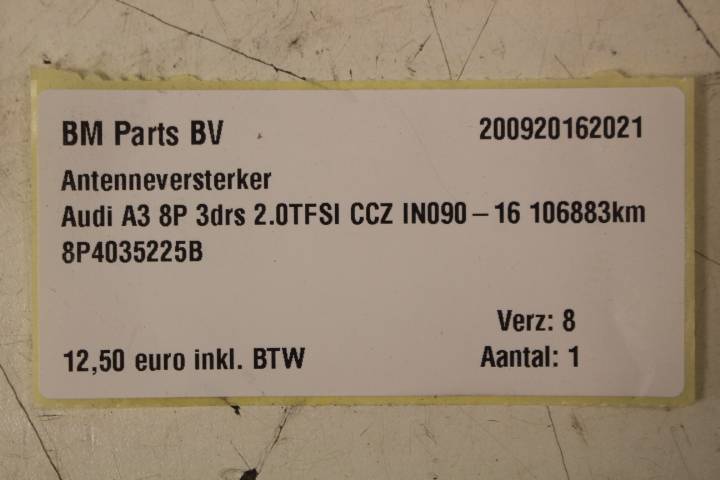 BM Parts BV 200920162021
Antenneversterker
Audi A3 8P 3drs 2.0TFSI CCZ IN090-16 106883km
8P4035225B
Verz: 8
12,50 euro inkl. BTW Aantal: 1